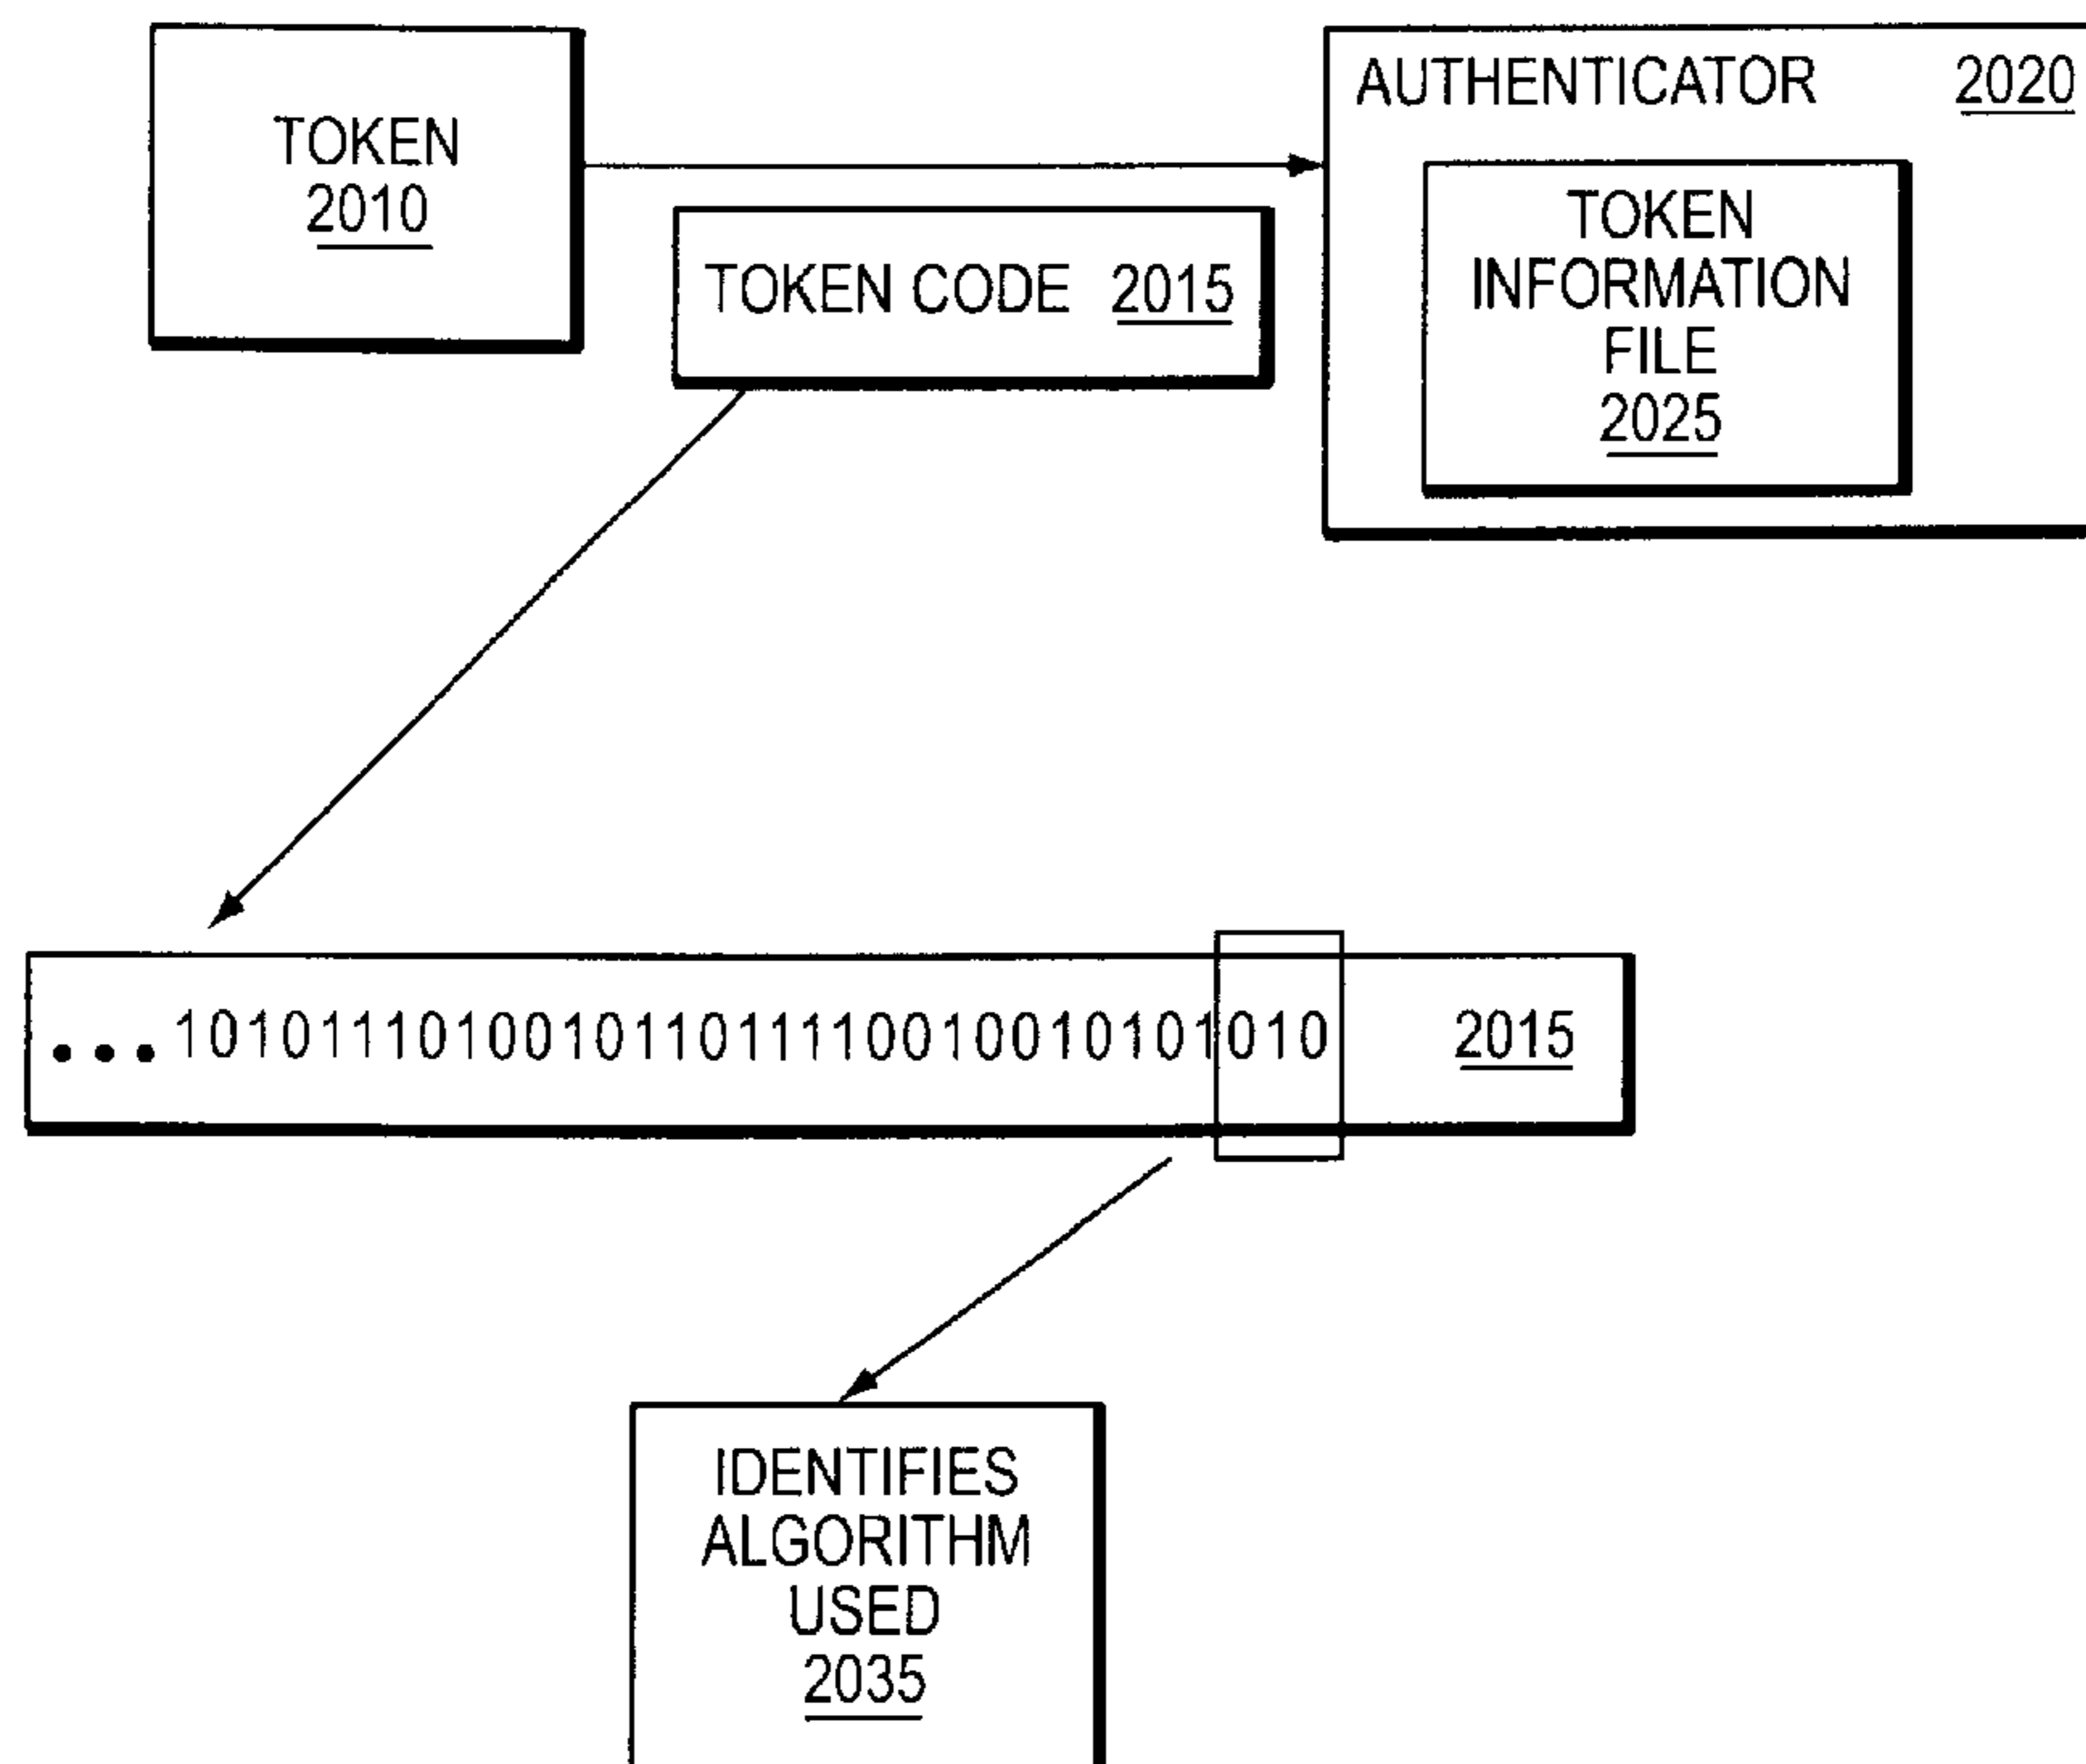 TOKEN
2010
AUTHENTICATOR 2020
TOKEN
INFORMATION
FILE
2025
TOKEN CODE 2015
...10101110100101101111001001010101010 2015
IDENTIFIES
ALGORITHM
USED
2035